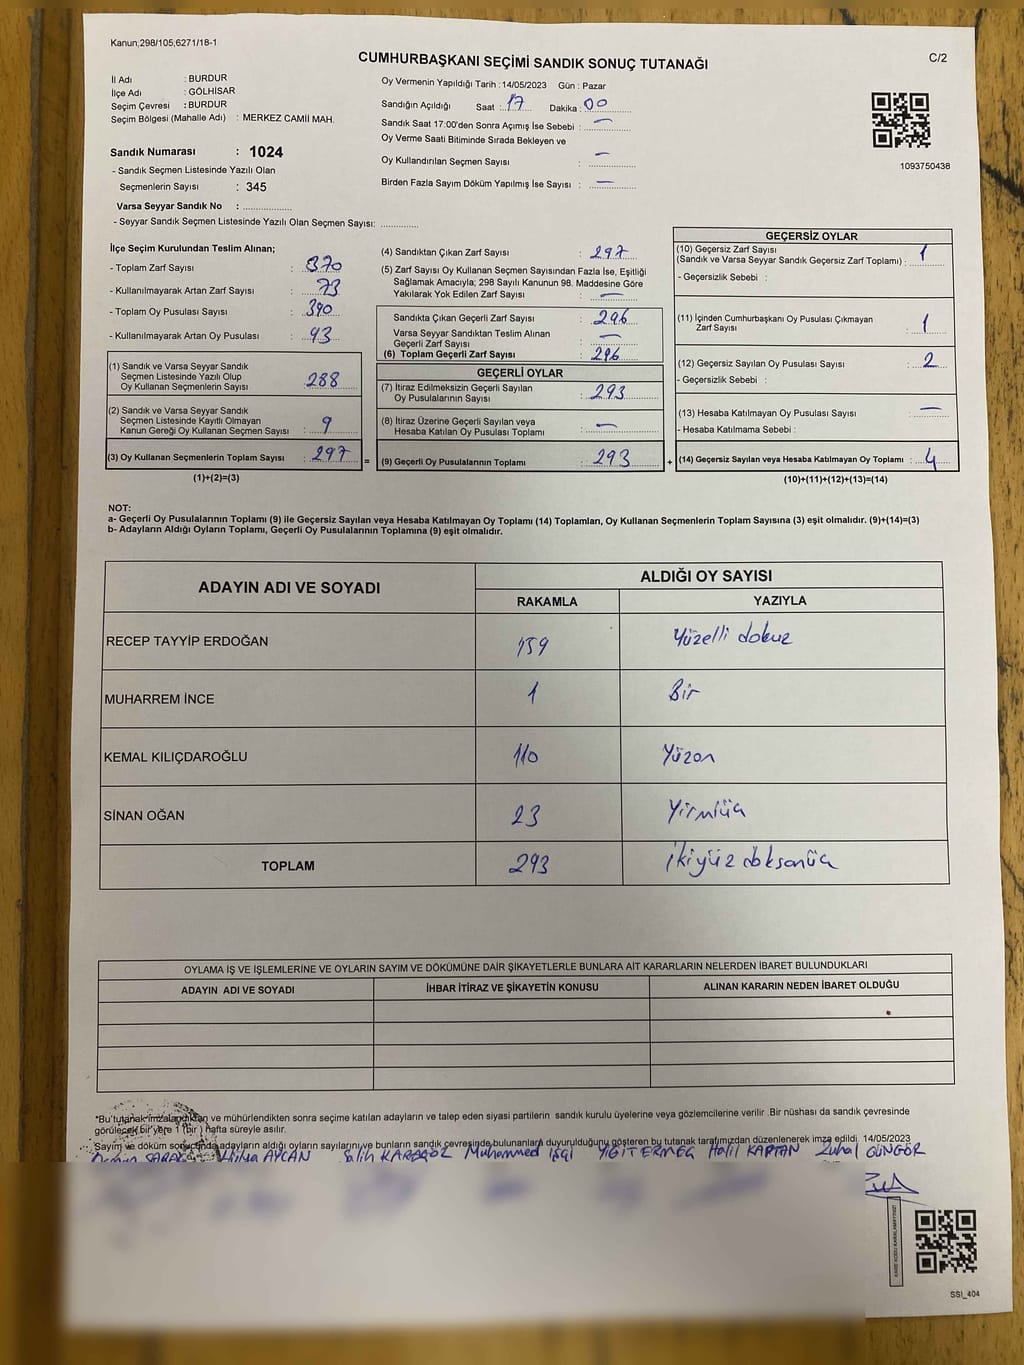 Kanun;298/105;6271/18-1
CUMHURBAŞKANI SEÇİMİ SANDIK SONUÇ TUTANAĞI
C/2
İl Adı : BURDUR
İlçe Adı : GÖLHİSAR
Seçim Çevresi : BURDUR
Seçim Bölgesi (Mahalle Adı) : MERKEZ CAMİİ MAH.
Sandık Numarası : 1024
- Sandık Seçmen Listesinde Yazılı Olan
Seçmenlerin Sayısı : 345
Varsa Seyyar Sandık No : ...............
- Seyyar Sandık Seçmen Listesinde Yazılı Olan Seçmen Sayısı: ............
Oy Vermenin Yapıldığı Tarih : 14/05/2023 Gün : Pazar
Sandığın Açıldığı Saat : 17 Dakika : 00
Sandık Saat 17:00'den Sonra Açımış İse Sebebi : —
Oy Verme Saati Bitiminde Sırada Bekleyen ve
Oy Kullandırılan Seçmen Sayısı : —
Birden Fazla Sayım Döküm Yapılmış İse Sayısı : —
1093750438
İlçe Seçim Kurulundan Teslim Alınan;
- Toplam Zarf Sayısı : 370
- Kullanılmayarak Artan Zarf Sayısı : 73
- Toplam Oy Pusulası Sayısı : 390
- Kullanılmayarak Artan Oy Pusulası : 93
(1) Sandık ve Varsa Seyyar Sandık
Seçmen Listesinde Yazılı Olup
Oy Kullanan Seçmenlerin Sayısı : 288
(2) Sandık ve Varsa Seyyar Sandık
Seçmen Listesinde Kayıtlı Olmayan
Kanun Gereği Oy Kullanan Seçmen Sayısı : 9
(3) Oy Kullanan Seçmenlerin Toplam Sayısı : 297 =
(1)+(2)=(3)
(4) Sandıktan Çıkan Zarf Sayısı : 297
(5) Zarf Sayısı Oy Kullanan Seçmen Sayısından Fazla İse, Eşitliği
Sağlamak Amacıyla; 298 Sayılı Kanunun 98. Maddesine Göre
Yakılarak Yok Edilen Zarf Sayısı : —
Sandıkta Çıkan Geçerli Zarf Sayısı : 296
Varsa Seyyar Sandıktan Teslim Alınan
Geçerli Zarf Sayısı : —
(6) Toplam Geçerli Zarf Sayısı : 296
GEÇERLİ OYLAR
(7) İtiraz Edilmeksizin Geçerli Sayılan
Oy Pusulalarının Sayısı : 293
(8) İtiraz Üzerine Geçerli Sayılan veya
Hesaba Katılan Oy Pusulası Toplamı : —
(9) Geçerli Oy Pusulalarının Toplamı : 293 +
GEÇERSİZ OYLAR
(10) Geçersiz Zarf Sayısı
(Sandık ve Varsa Seyyar Sandık Geçersiz Zarf Toplamı) : 1
- Geçersizlik Sebebi :
(11) İçinden Cumhurbaşkanı Oy Pusulası Çıkmayan
Zarf Sayısı : 1
(12) Geçersiz Sayılan Oy Pusulası Sayısı : 2
- Geçersizlik Sebebi :
(13) Hesaba Katılmayan Oy Pusulası Sayısı : —
- Hesaba Katılmama Sebebi :
(14) Geçersiz Sayılan veya Hesaba Katılmayan Oy Toplamı : 4
(10)+(11)+(12)+(13)=(14)
NOT:
a- Geçerli Oy Pusulalarının Toplamı (9) ile Geçersiz Sayılan veya Hesaba Katılmayan Oy Toplamı (14) Toplamları, Oy Kullanan Seçmenlerin Toplam Sayısına (3) eşit olmalıdır. (9)+(14)=(3)
b- Adayların Aldığı Oyların Toplamı, Geçerli Oy Pusulalarının Toplamına (9) eşit olmalıdır.
ADAYIN ADI VE SOYADI
ALDIĞI OY SAYISI
RAKAMLA YAZIYLA
RECEP TAYYİP ERDOĞAN 159 Yüzelli dokuz
MUHARREM İNCE 1 Bir
KEMAL KILIÇDAROĞLU 110 Yüzon
SİNAN OĞAN 23 Yirmiüç
TOPLAM 293 ikiyüz doksanüç
OYLAMA İŞ VE İŞLEMLERİNE VE OYLARIN SAYIM VE DÖKÜMÜNE DAİR ŞİKAYETLERLE BUNLARA AİT KARARLARIN NELERDEN İBARET BULUNDUKLARI
ADAYIN ADI VE SOYADI İHBAR İTİRAZ VE ŞİKAYETİN KONUSU ALINAN KARARIN NEDEN İBARET OLDUĞU
*Bu tutanak imzalandıktan ve mühürlendikten sonra seçime katılan adayların ve talep eden siyasi partilerin sandık kurulu üyelerine veya gözlemcilerine verilir .Bir nüshası da sandık çevresinde
görülecek bir yere 1 (bir ) hafta süreyle asılır.
Sayım ve döküm sonucunda adayların aldığı oyların sayılarını ve bunların sandık çevresinde bulunanlara duyurulduğunu gösteren bu tutanak tarafımızdan düzenlenerek imza edildi. 14/05/2023
Hülya AYCAN Salih KARAGÖZ Muhammed İŞÇİ YİĞİT ERMEG Halil KAPTAN Zuhal GÜNGÖR
SSI_404